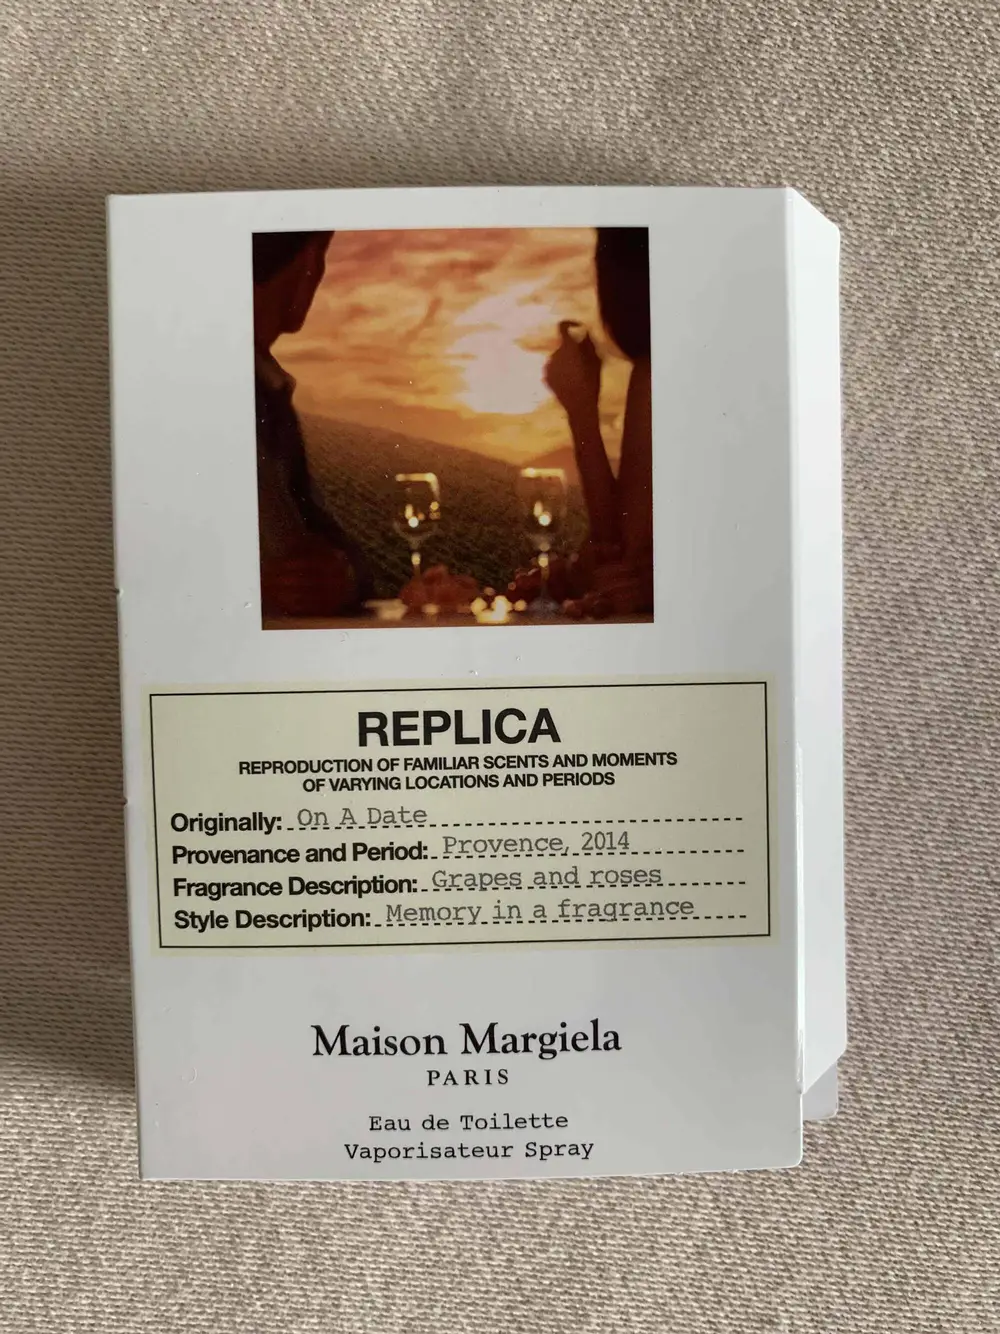 REPLICA
REPRODUCTION OF FAMILIAR SCENTS AND MOMENTS
OF VARYING LOCATIONS AND PERIODS
Originally: On A Date
Provenance and Period: Provence, 2014
Fragrance Description: Grapes and roses
Style Description: Memory in a fragrance
Maison Margiela
PARIS
Eau de Toilette
Vaporisateur Spray